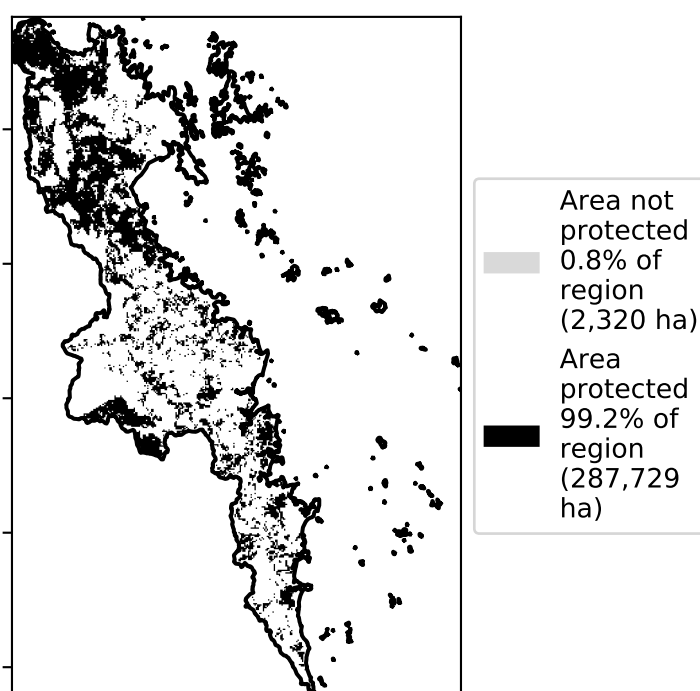 Area not
protected
0.8% of
region
(2,320 ha)
Area
protected
99.2% of
region
(287,729
ha)